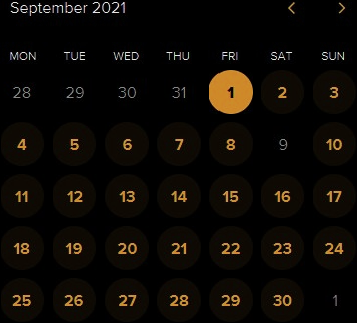 September 2021
MON TUE WED THU FRI SAT SUN
28 29 30 31 1 2 3
4 5 6 7 8 9 10
11 12 13 14 15 16 17
18 19 20 21 22 23 24
25 26 27 28 29 30 1